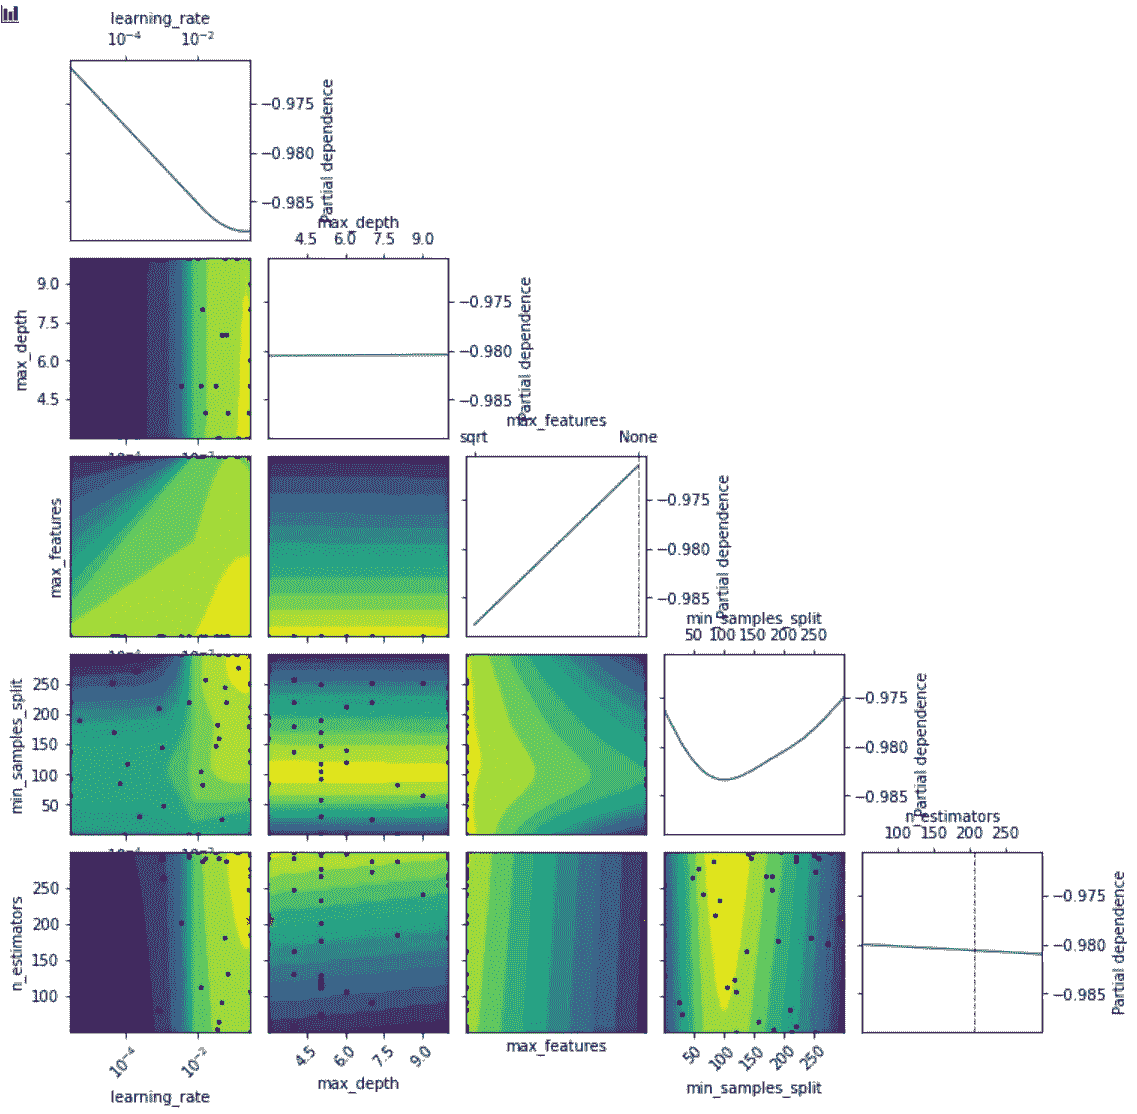 learning_rate
10⁻⁴ 10⁻²
−0.975
−0.980
−0.985
Partial dependence
max_depth
4.5 6.0 7.5 9.0
9.0
7.5
6.0
4.5
max_depth
−0.975
−0.980
−0.985
Partial dependence
max_features
sqrt None
max_features
−0.975
−0.980
−0.985
Partial dependence
min_samples_split
50 100 150 200 250
250
200
150
100
50
min_samples_split
−0.975
−0.980
−0.985
Partial dependence
n_estimators
100 150 200 250
250
200
150
100
n_estimators
−0.975
−0.980
−0.985
Partial dependence
10⁻⁴ 10⁻²
learning_rate
4.5 6.0 7.5 9.0
max_depth
max_features
50 100 150 200 250
min_samples_split